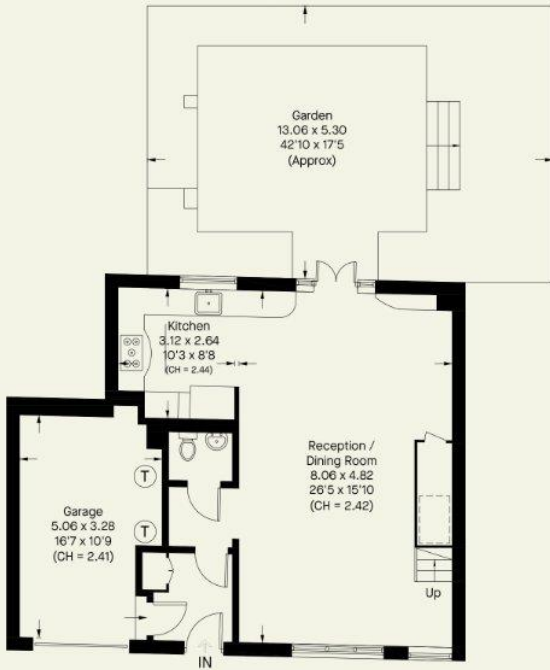 Garden
13.06 x 5.30
42'10 x 17'5
(Approx)
Kitchen
3.12 x 2.64
10'3 x 8'8
(CH = 2.44)
Reception /
Dining Room
8.06 x 4.82
26'5 x 15'10
(CH = 2.42)
Garage
5.06 x 3.28
16'7 x 10'9
(CH = 2.41)
T
T
Up
IN